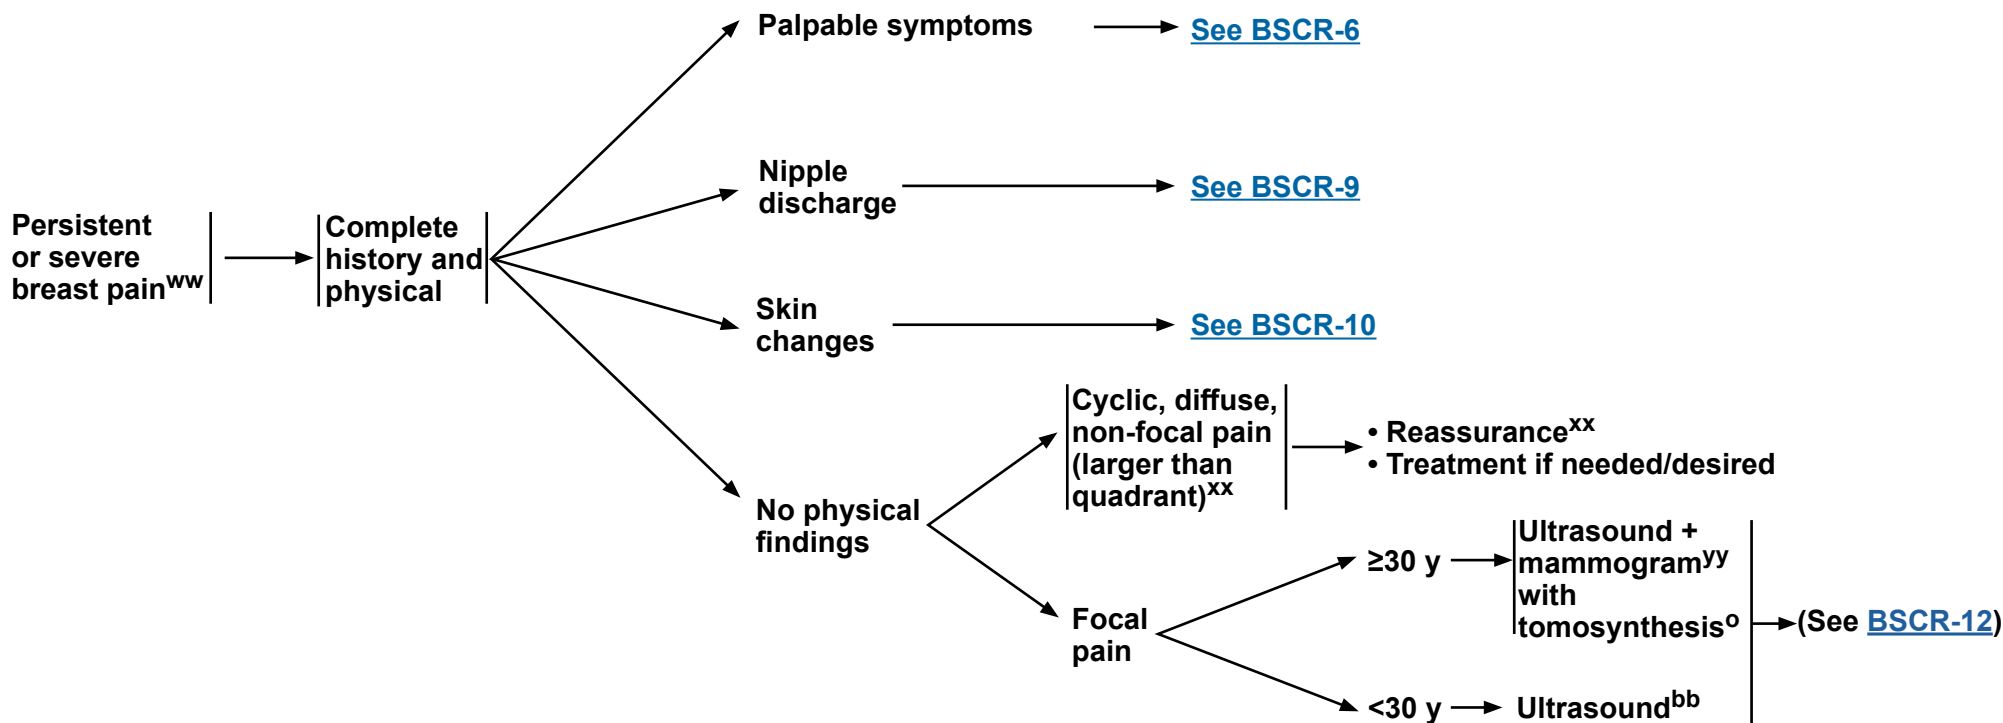 Palpable symptoms
See BSCR-6
Nipple
discharge
See BSCR-9
Persistent
or severe
breast painww
Complete
history and
physical
Skin
changes
See BSCR-10
No physical
findings
Cyclic, diffuse,
non-focal pain
(larger than
quadrant)xx
• Reassurancexx
• Treatment if needed/desired
Focal
pain
≥30 y
Ultrasound +
mammogramyy
with
tomosynthesiso
(See BSCR-12)
<30 y
Ultrasoundbb